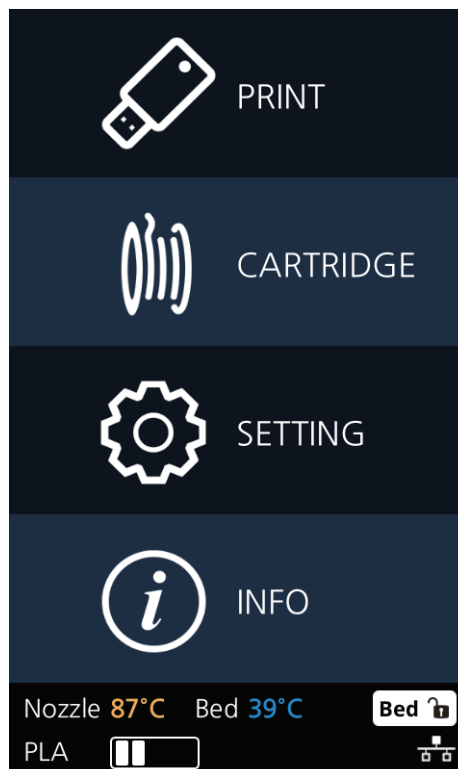 PRINT
CARTRIDGE
SETTING
INFO
Nozzle 87°C Bed 39°C Bed
PLA